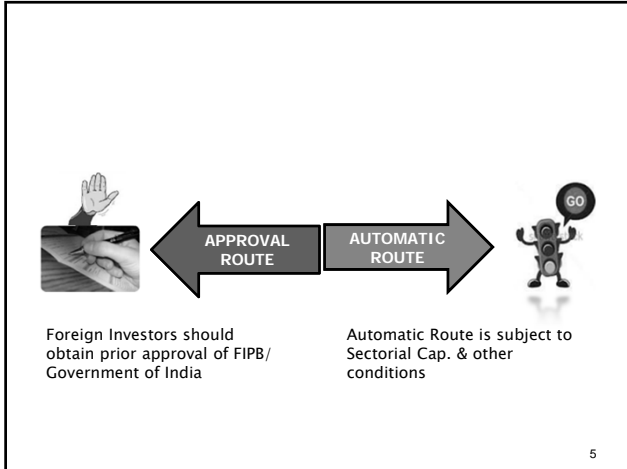 GO
APPROVAL
ROUTE
AUTOMATIC
ROUTE
Foreign Investors should
obtain prior approval of FIPB/
Government of India
Automatic Route is subject to
Sectorial Cap. & other
conditions
5